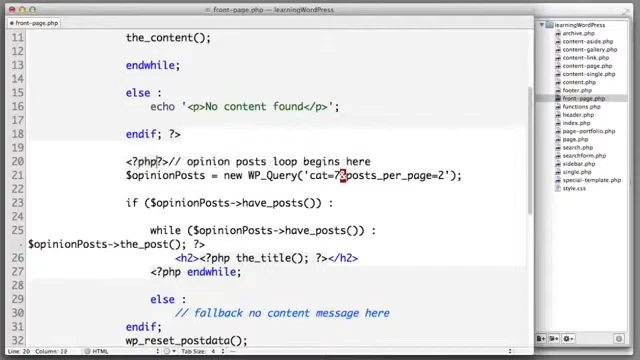 front-page.php — learningWordPress
front-page.php
11 the_content();
12
13 endwhile;
14
15 else :
16 echo '<p>No content found</p>';
17
18 endif; ?>
19
20 <?php?>// opinion posts loop begins here
21 $opinionPosts = new WP_Query('cat=7&posts_per_page=2');
22
23 if ($opinionPosts->have_posts()) :
24
25 while ($opinionPosts->have_posts()) :
$opinionPosts->the_post(); ?>
26 <h2><?php the_title(); ?></h2>
27 <?php endwhile;
28
29 else :
30 // fallback no content message here
31 endif;
32 wp_reset_postdata();
Line: 20 Column: 19 HTML Tab Size: 4
learningWordPress
archive.php
content-aside.php
content-gallery.php
content-link.php
content-page.php
content-single.php
content.php
footer.php
front-page.php
functions.php
header.php
index.php
page-portfolio.php
page.php
search.php
searchform.php
sidebar.php
single.php
special-template.php
style.css